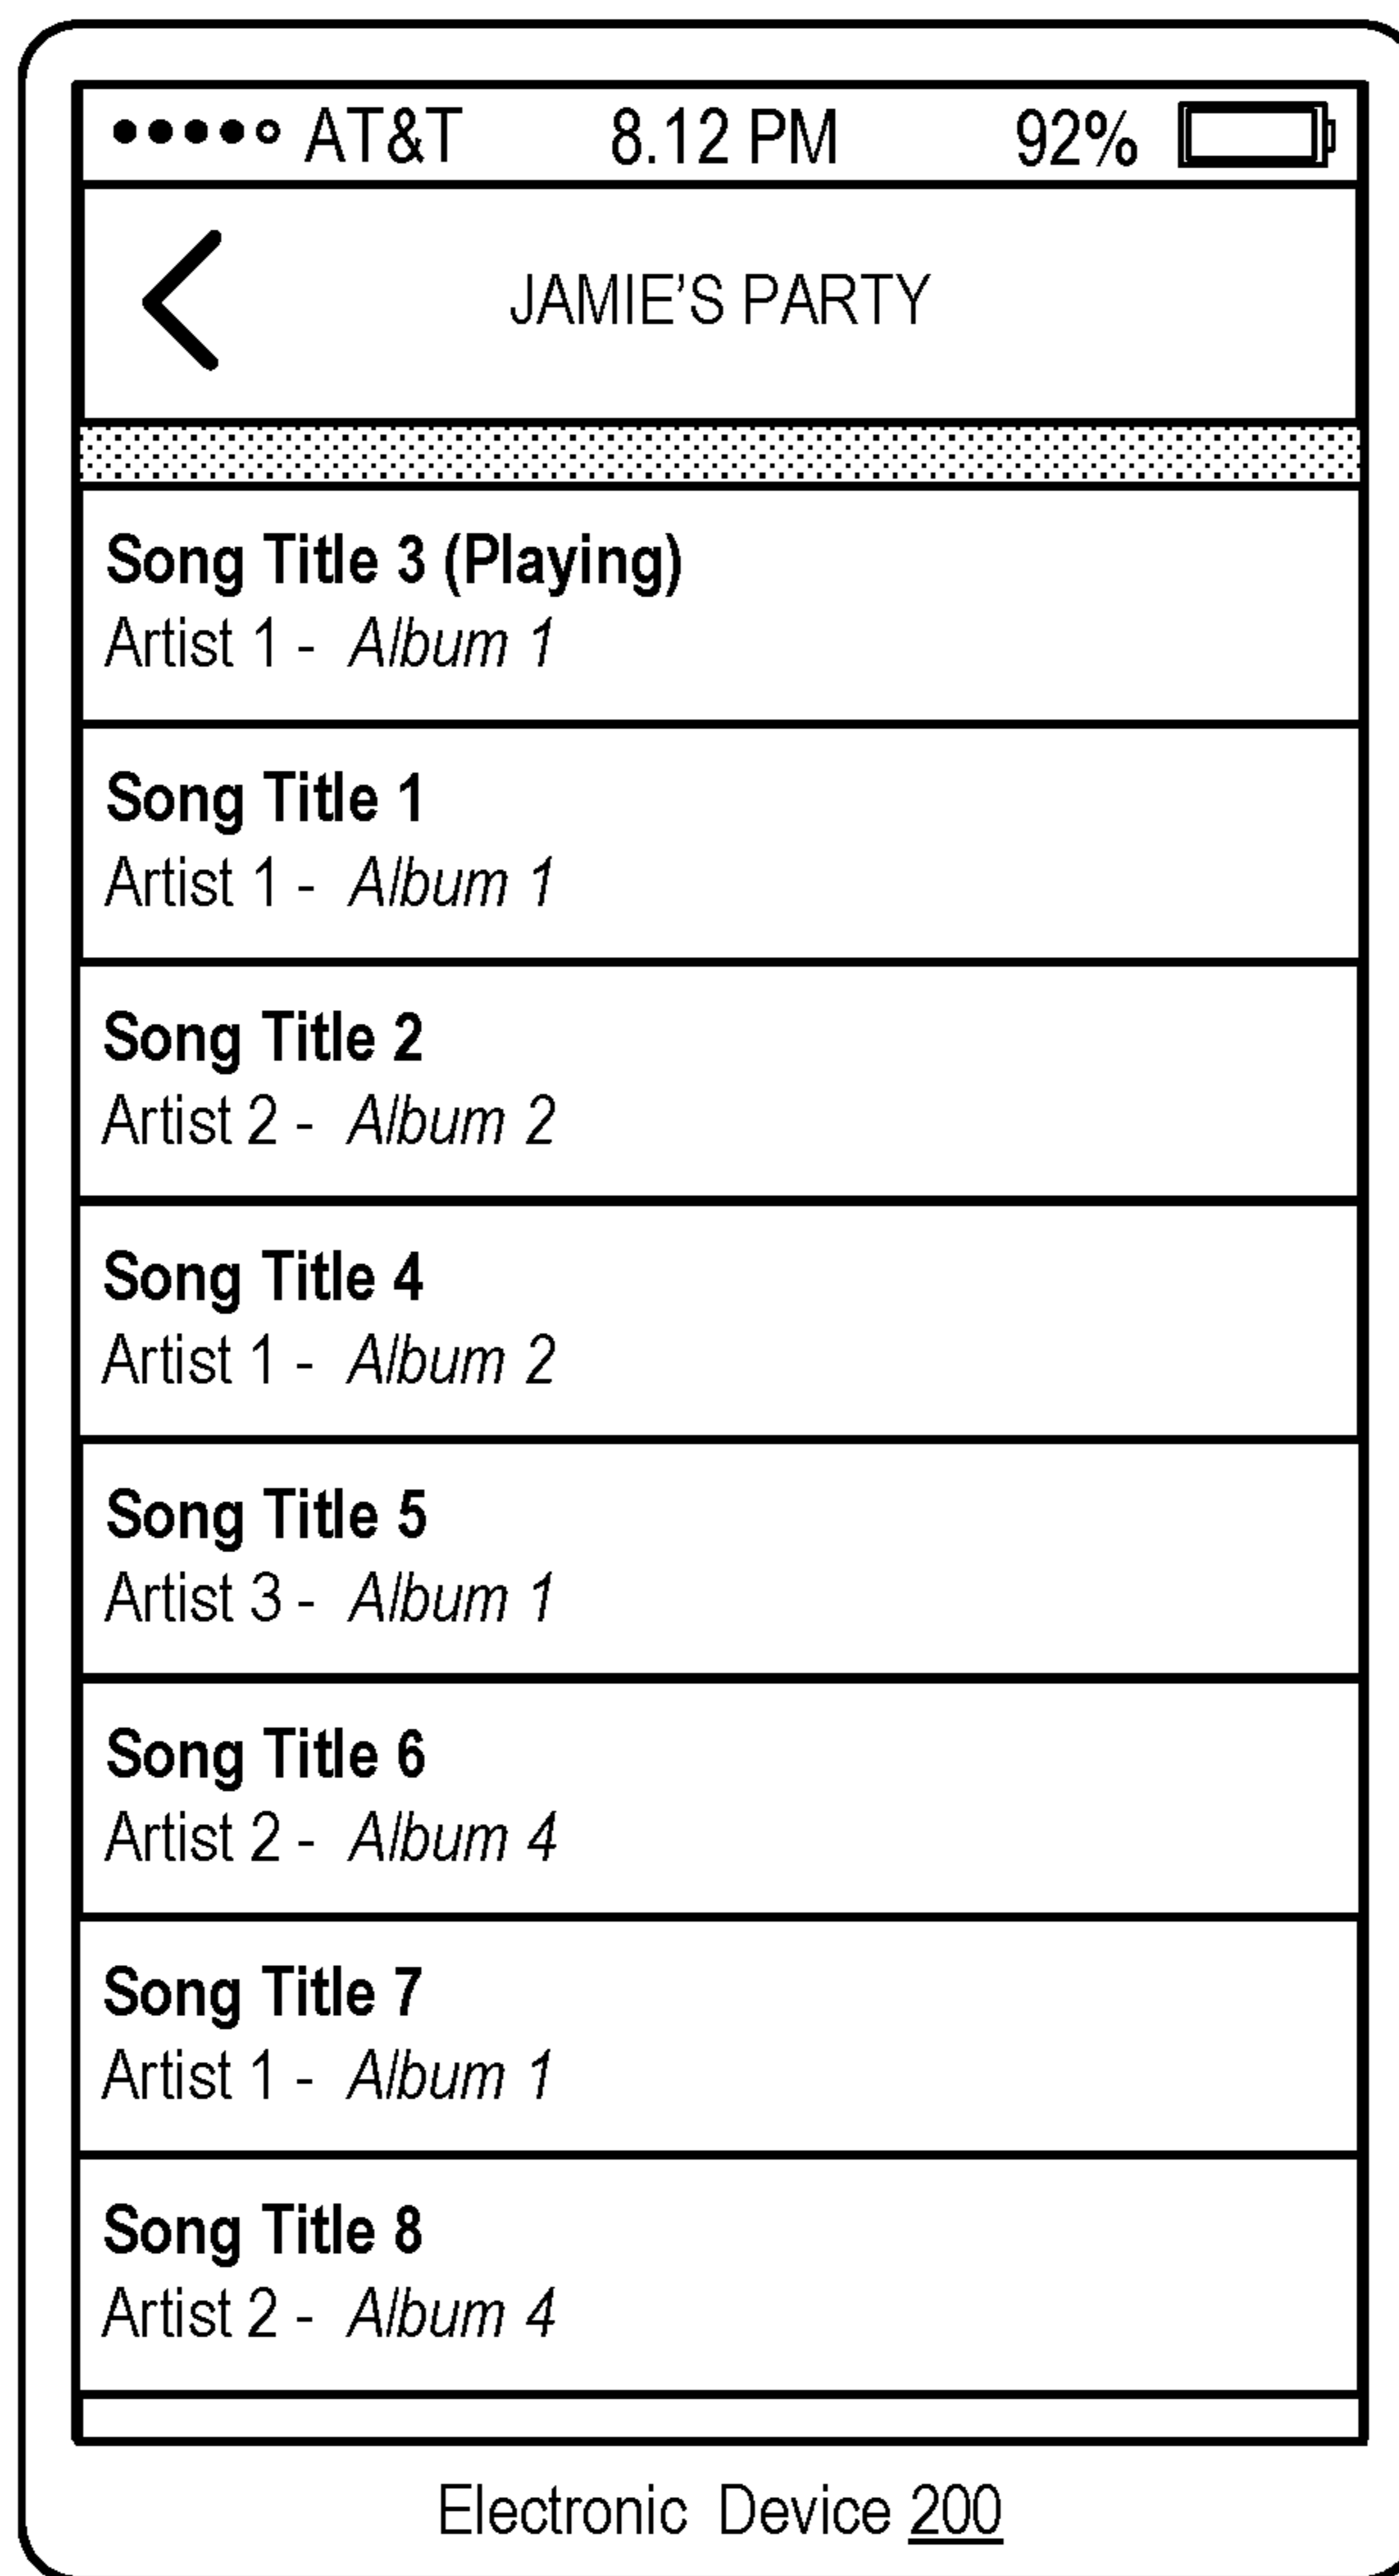 AT&T 8.12 PM 92%
JAMIE'S PARTY
Song Title 3 (Playing)
Artist 1 - Album 1
Song Title 1
Artist 1 - Album 1
Song Title 2
Artist 2 - Album 2
Song Title 4
Artist 1 - Album 2
Song Title 5
Artist 3 - Album 1
Song Title 6
Artist 2 - Album 4
Song Title 7
Artist 1 - Album 1
Song Title 8
Artist 2 - Album 4
Electronic Device 200